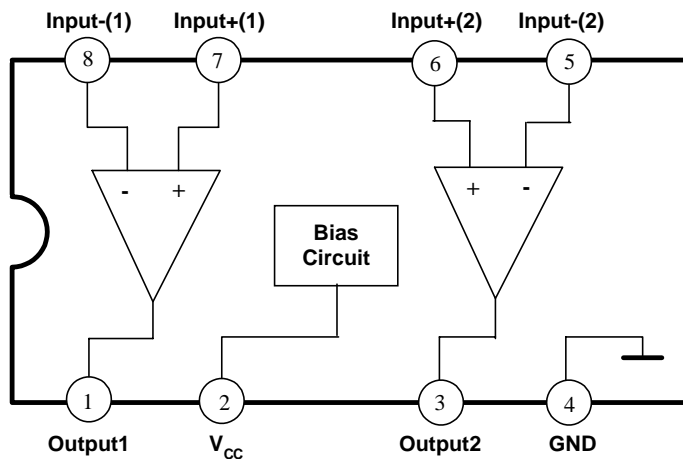 Input-(1) Input+(1) Input+(2) Input-(2)
8 7 6 5
- + + -
Bias
Circuit
1 2 3 4
Output1 VCC Output2 GND